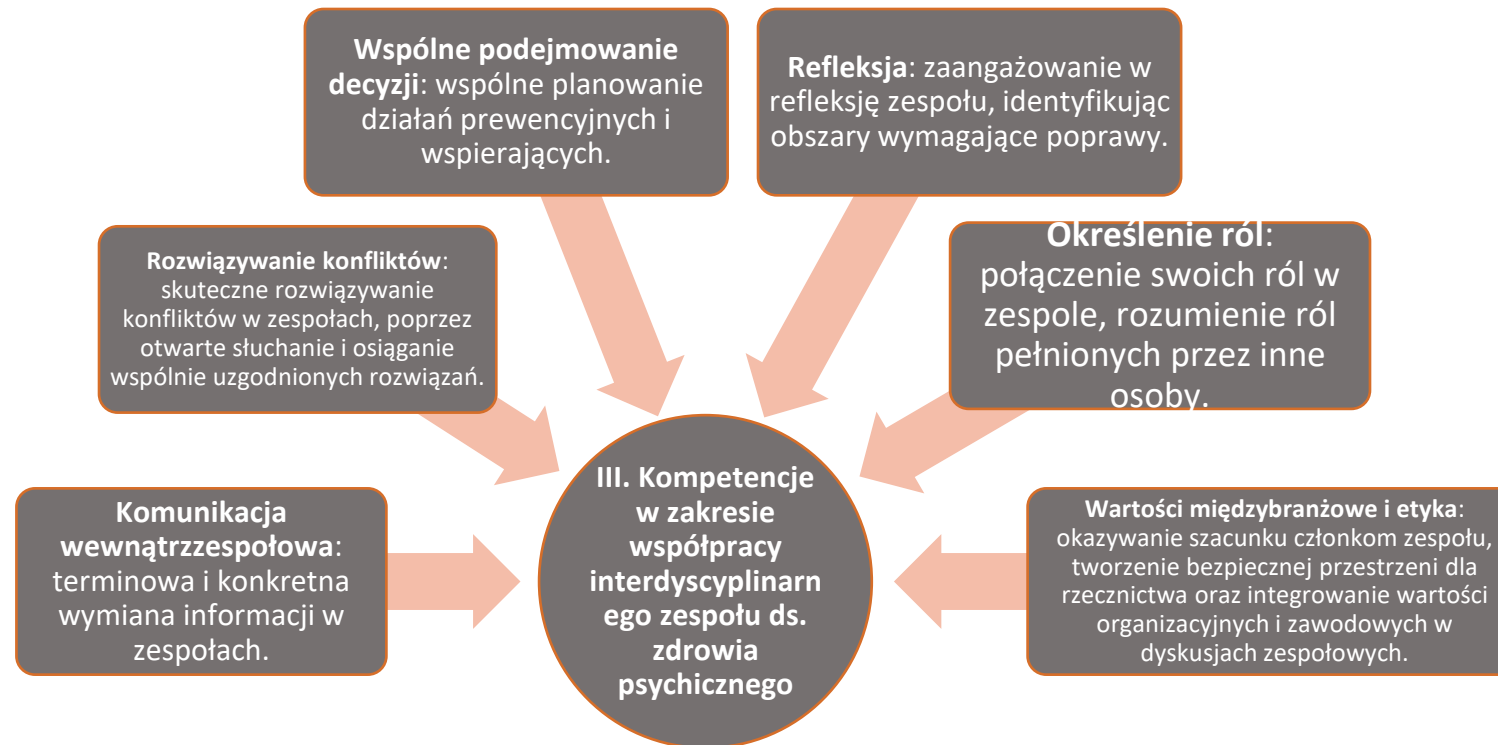 Wspólne podejmowanie
decyzji: wspólne planowanie
działań prewencyjnych i
wspierających.
Refleksja: zaangażowanie w
refleksję zespołu, identyfikując
obszary wymagające poprawy.
Rozwiązywanie konfliktów:
skuteczne rozwiązywanie
konfliktów w zespołach, poprzez
otwarte słuchanie i osiąganie
wspólnie uzgodnionych rozwiązań.
Określenie ról:
połączenie swoich ról w
zespole, rozumienie ról
pełnionych przez inne
osoby.
Komunikacja
wewnątrzzespołowa:
terminowa i konkretna
wymiana informacji w
zespołach.
III. Kompetencje
w zakresie
współpracy
interdyscyplinarn
ego zespołu ds.
zdrowia
psychicznego
Wartości międzybranżowe i etyka:
okazywanie szacunku członkom zespołu,
tworzenie bezpiecznej przestrzeni dla
rzecznictwa oraz integrowanie wartości
organizacyjnych i zawodowych w
dyskusjach zespołowych.